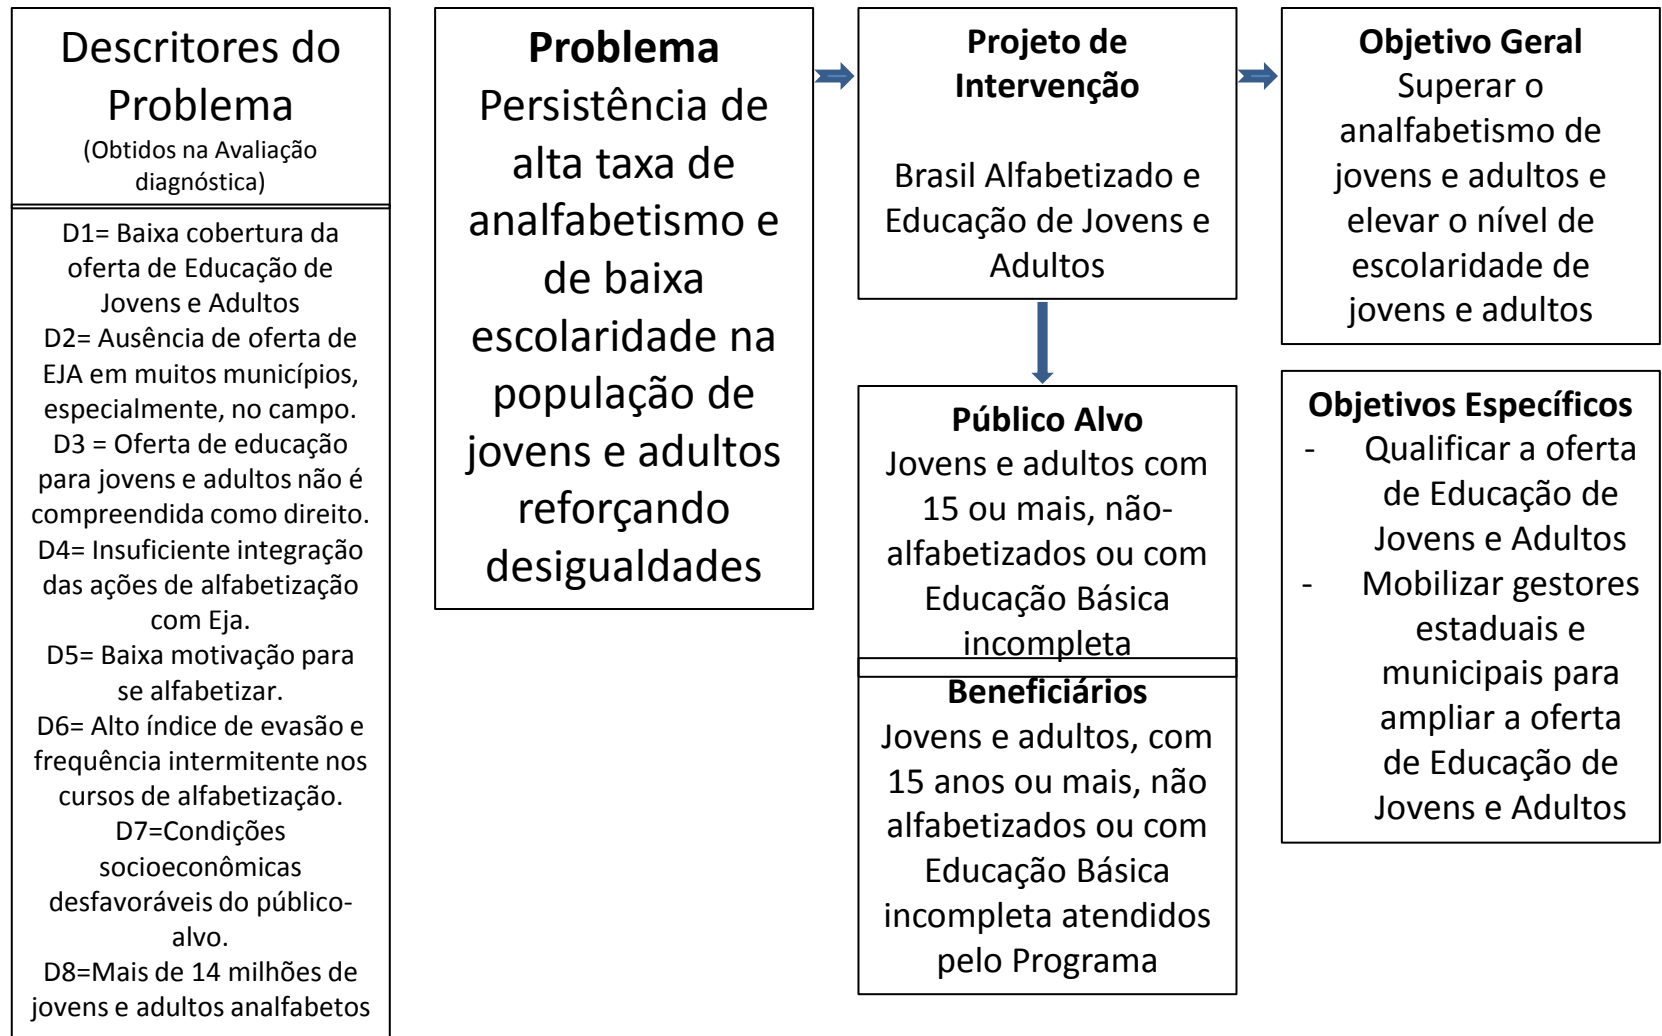 Descritores do
Problema
(Obtidos na Avaliação
diagnóstica)
D1= Baixa cobertura da
oferta de Educação de
Jovens e Adultos
D2= Ausência de oferta de
EJA em muitos municípios,
especialmente, no campo.
D3 = Oferta de educação
para jovens e adultos não é
compreendida como direito.
D4= Insuficiente integração
das ações de alfabetização
com Eja.
D5= Baixa motivação para
se alfabetizar.
D6= Alto índice de evasão e
frequência intermitente nos
cursos de alfabetização.
D7=Condições
socioeconômicas
desfavoráveis do público-
alvo.
D8=Mais de 14 milhões de
jovens e adultos analfabetos
Problema
Persistência de
alta taxa de
analfabetismo e
de baixa
escolaridade na
população de
jovens e adultos
reforçando
desigualdades
Projeto de
Intervenção
Brasil Alfabetizado e
Educação de Jovens e
Adultos
Público Alvo
Jovens e adultos com
15 ou mais, não-
alfabetizados ou com
Educação Básica
incompleta
Beneficiários
Jovens e adultos, com
15 anos ou mais, não
alfabetizados ou com
Educação Básica
incompleta atendidos
pelo Programa
Objetivo Geral
Superar o
analfabetismo de
jovens e adultos e
elevar o nível de
escolaridade de
jovens e adultos
Objetivos Específicos
- Qualificar a oferta
de Educação de
Jovens e Adultos
- Mobilizar gestores
estaduais e
municipais para
ampliar a oferta
de Educação de
Jovens e Adultos